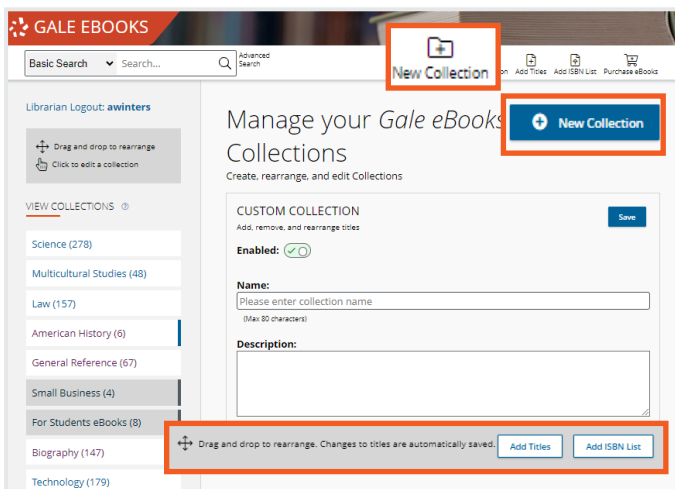 GALE EBOOKS
Basic Search
Search...
Advanced
Search
New Collection
Add Titles
Add ISBN List
Purchase eBooks
Librarian Logout: awinters
Drag and drop to rearrange
Click to edit a collection
VIEW COLLECTIONS
Science (278)
Multicultural Studies (48)
Law (157)
American History (6)
General Reference (67)
Small Business (4)
For Students eBooks (8)
Biography (147)
Technology (179)
Manage your Gale eBooks
Collections
New Collection
Create, rearrange, and edit Collections
CUSTOM COLLECTION
Save
Add, remove, and rearrange titles
Enabled:
Name:
Please enter collection name
(Max 80 characters)
Description:
Drag and drop to rearrange. Changes to titles are automatically saved.
Add Titles
Add ISBN List